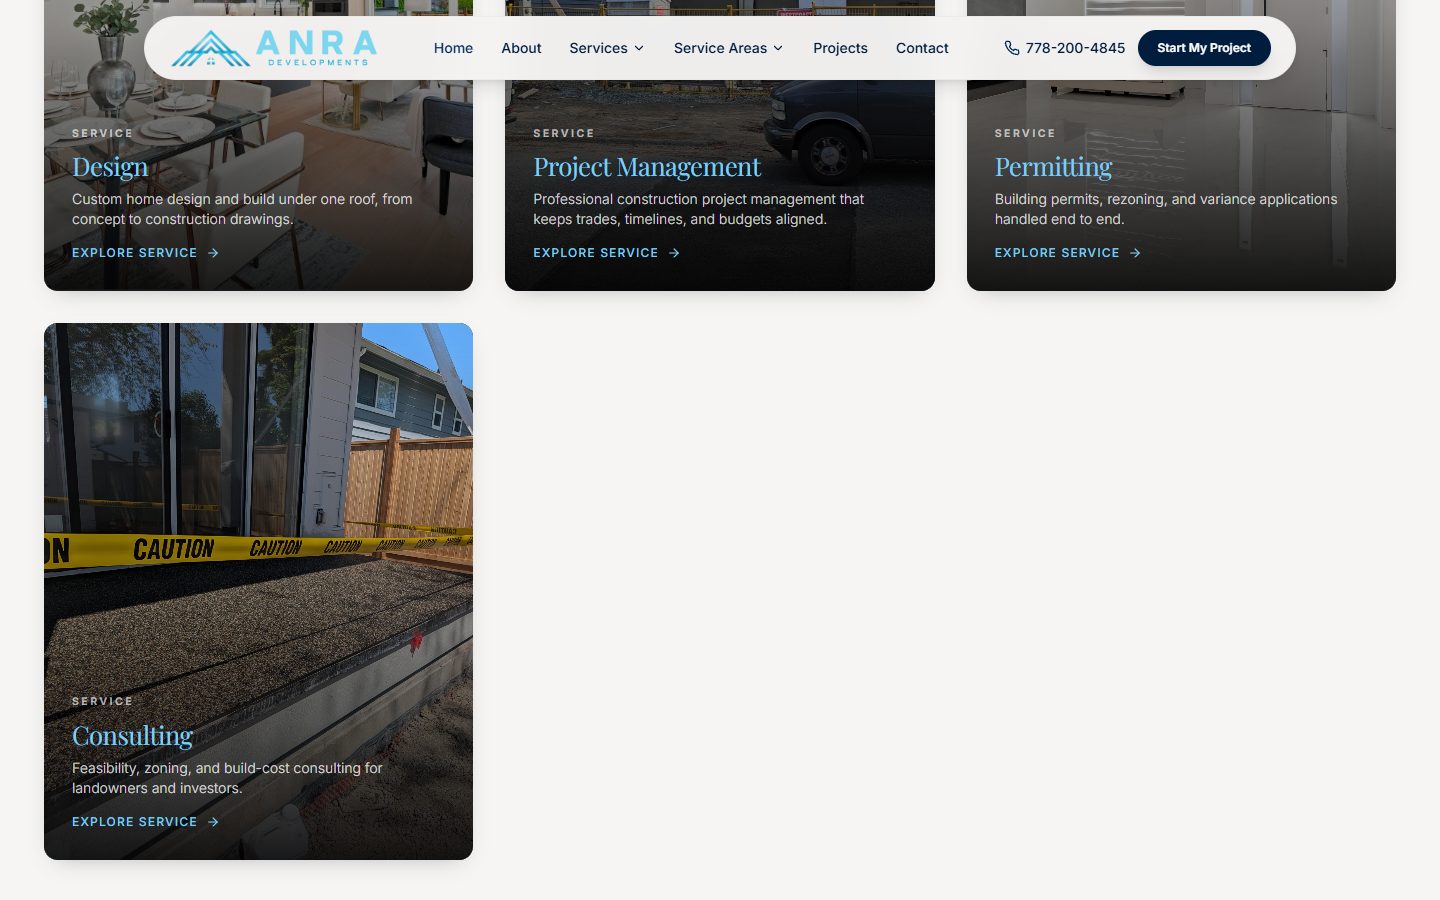 ANRA
DEVELOPMENTS
Home
About
Services
Service Areas
Projects
Contact
778-200-4845
Start My Project
SERVICE
Design
Custom home design and build under one roof, from
concept to construction drawings.
EXPLORE SERVICE
SERVICE
Project Management
Professional construction project management that
keeps trades, timelines, and budgets aligned.
EXPLORE SERVICE
SERVICE
Permitting
Building permits, rezoning, and variance applications
handled end to end.
EXPLORE SERVICE
ON CAUTION CAUTION CAUTION CAUTION CAUTION
SERVICE
Consulting
Feasibility, zoning, and build-cost consulting for
landowners and investors.
EXPLORE SERVICE